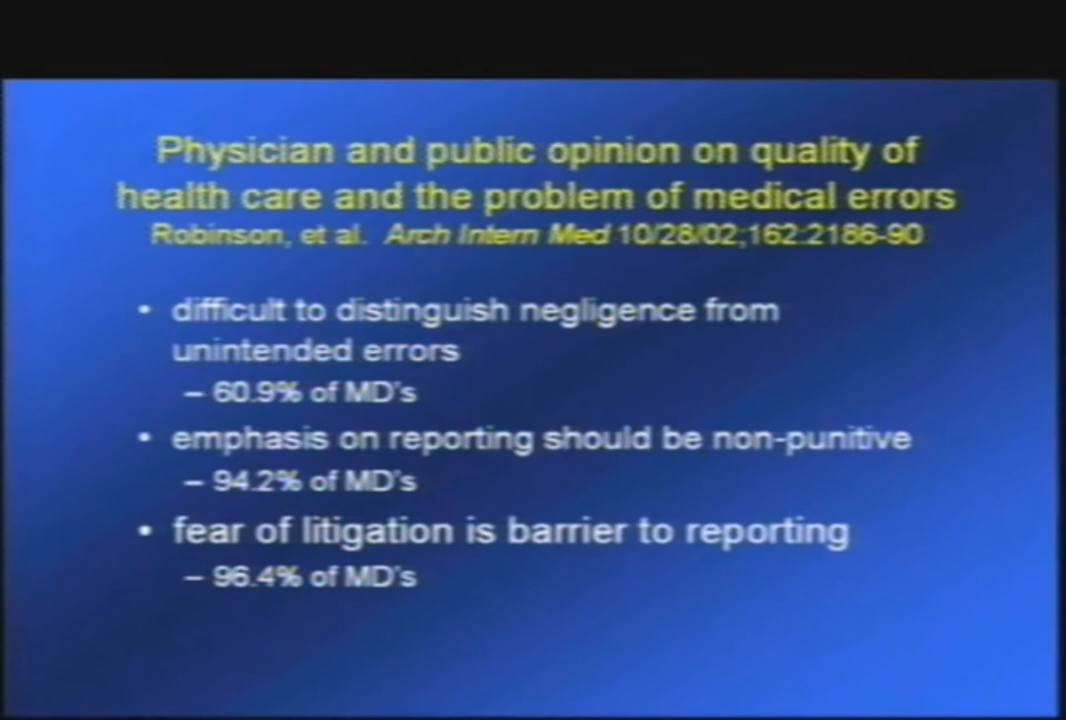 Physician and public opinion on quality of
health care and the problem of medical errors
Robinson, et al. Arch Intern Med 10/28/02;162:2186-90
• difficult to distinguish negligence from
unintended errors
– 60.9% of MD's
• emphasis on reporting should be non-punitive
– 94.2% of MD's
• fear of litigation is barrier to reporting
– 96.4% of MD's